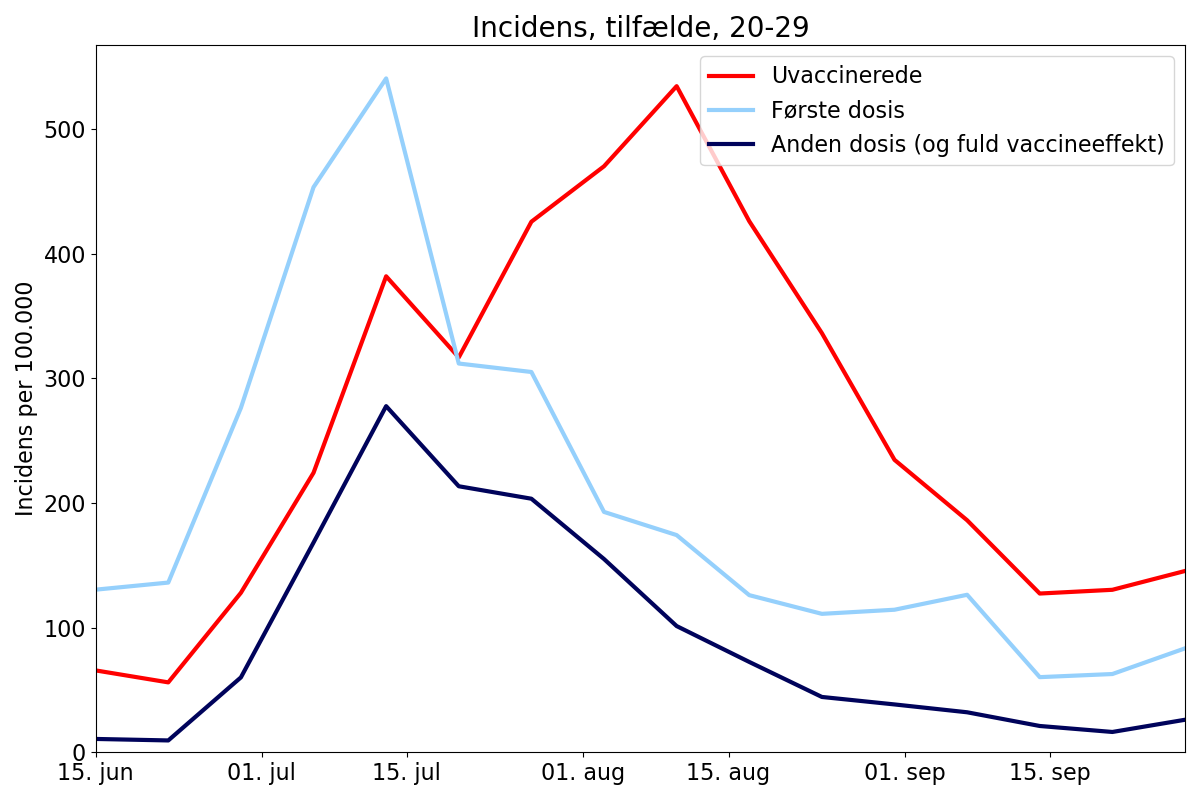 Incidens, tilfælde, 20-29
Uvaccinerede
Første dosis
Anden dosis (og fuld vaccineeffekt)
Incidens per 100.000
500
400
300
200
100
0
15. jun
01. jul
15. jul
01. aug
15. aug
01. sep
15. sep